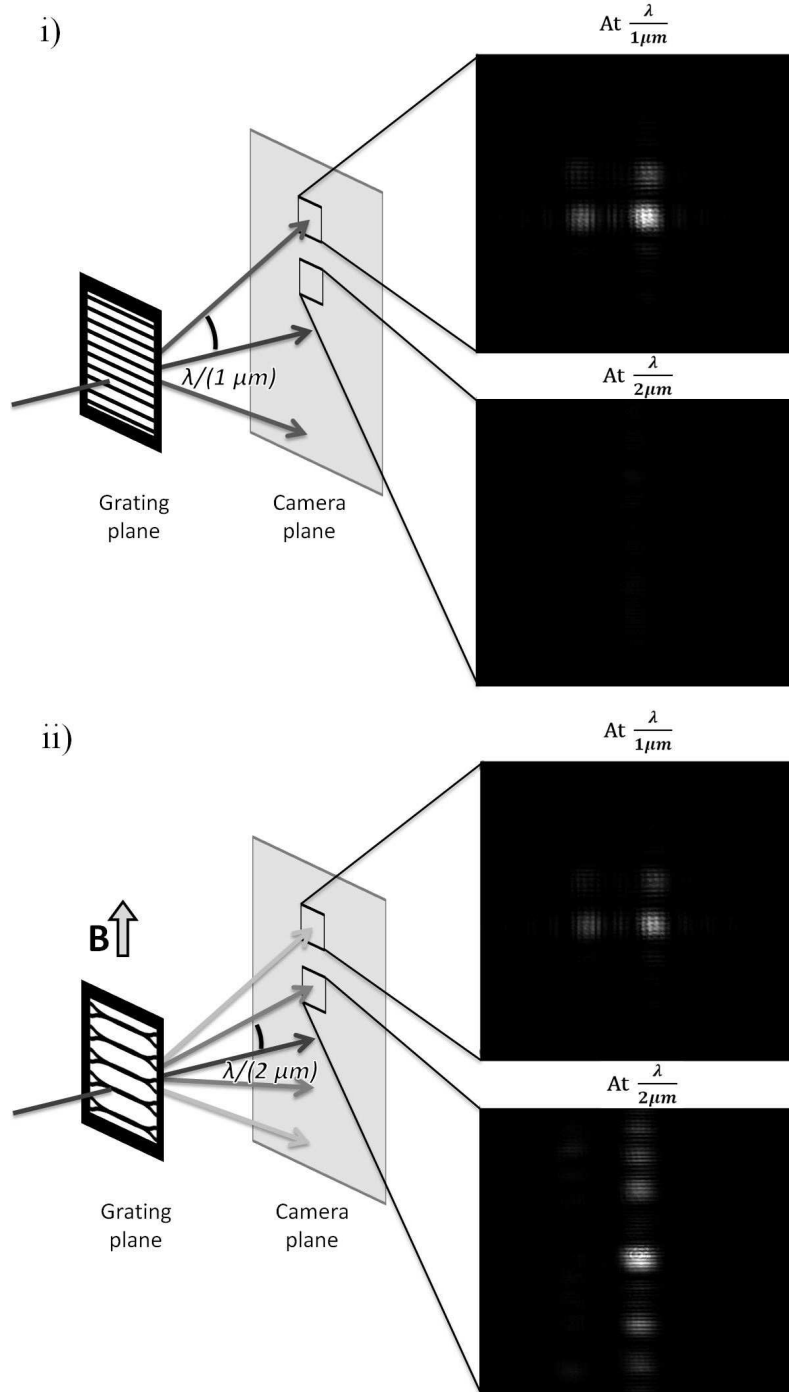 i)
At λ/1μm
λ/(1 μm)
At λ/2μm
Grating
plane
Camera
plane
ii)
At λ/1μm
B
λ/(2 μm)
At λ/2μm
Grating
plane
Camera
plane